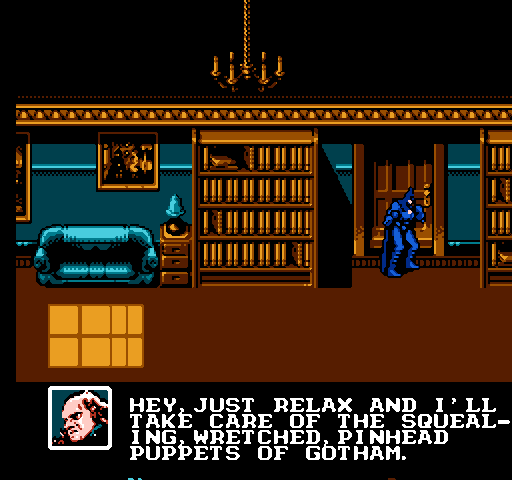 HEY,JUST RELAX AND I'LL
TAKE CARE OF THE SQUEAL-
ING,WRETCHED,PINHEAD
PUPPETS OF GOTHAM.